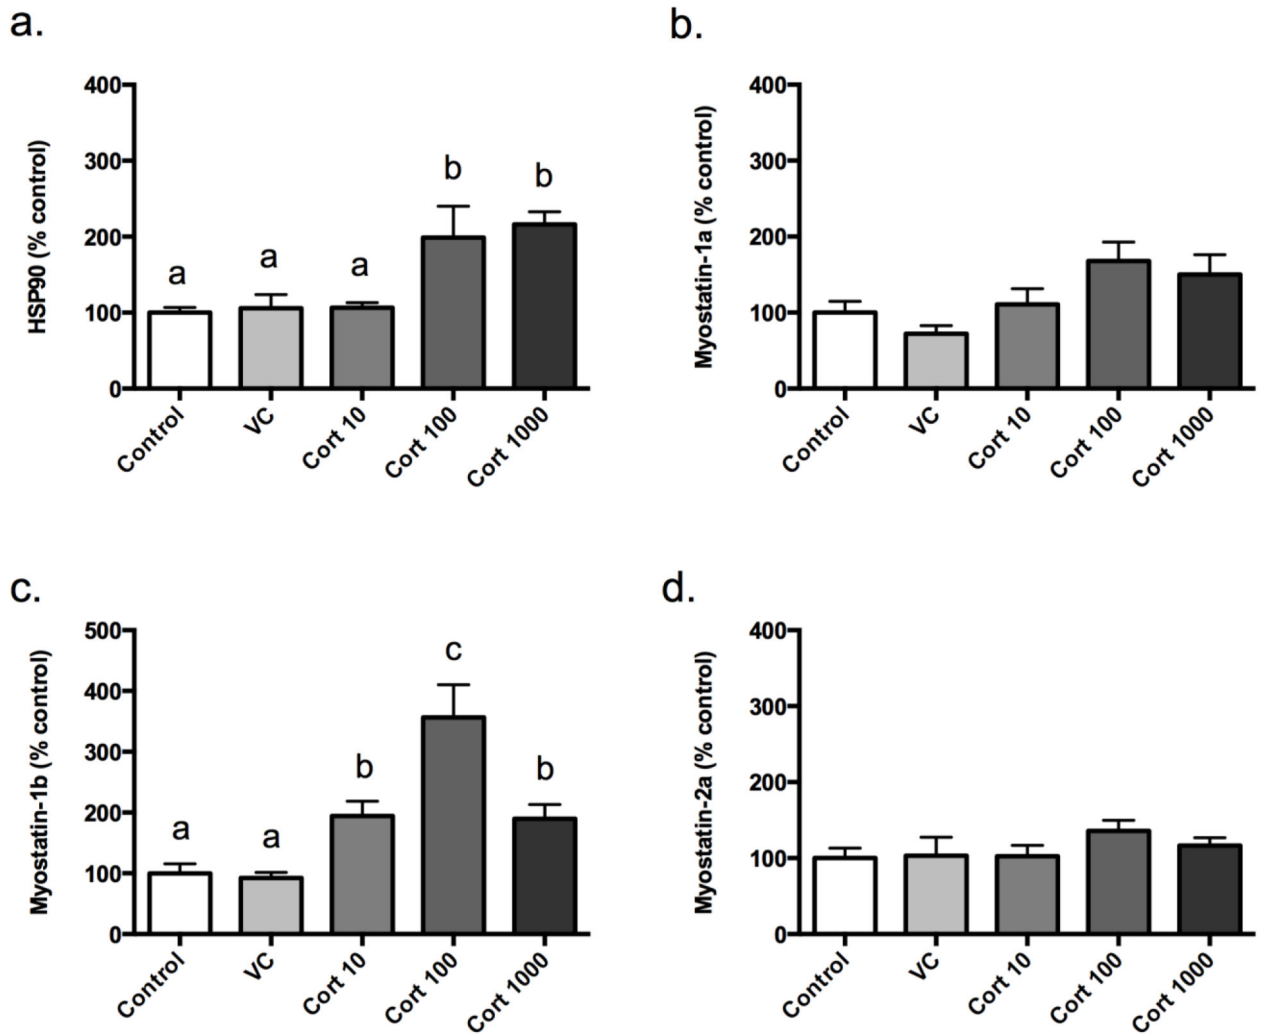 a.
HSP90 (% control)
400
300
200
100
0
a
a
a
b
b
Control
VC
Cort 10
Cort 100
Cort 1000
b.
Myostatin-1a (% control)
400
300
200
100
0
Control
VC
Cort 10
Cort 100
Cort 1000
c.
Myostatin-1b (% control)
500
400
300
200
100
0
a
a
b
c
b
Control
VC
Cort 10
Cort 100
Cort 1000
d.
Myostatin-2a (% control)
400
300
200
100
0
Control
VC
Cort 10
Cort 100
Cort 1000